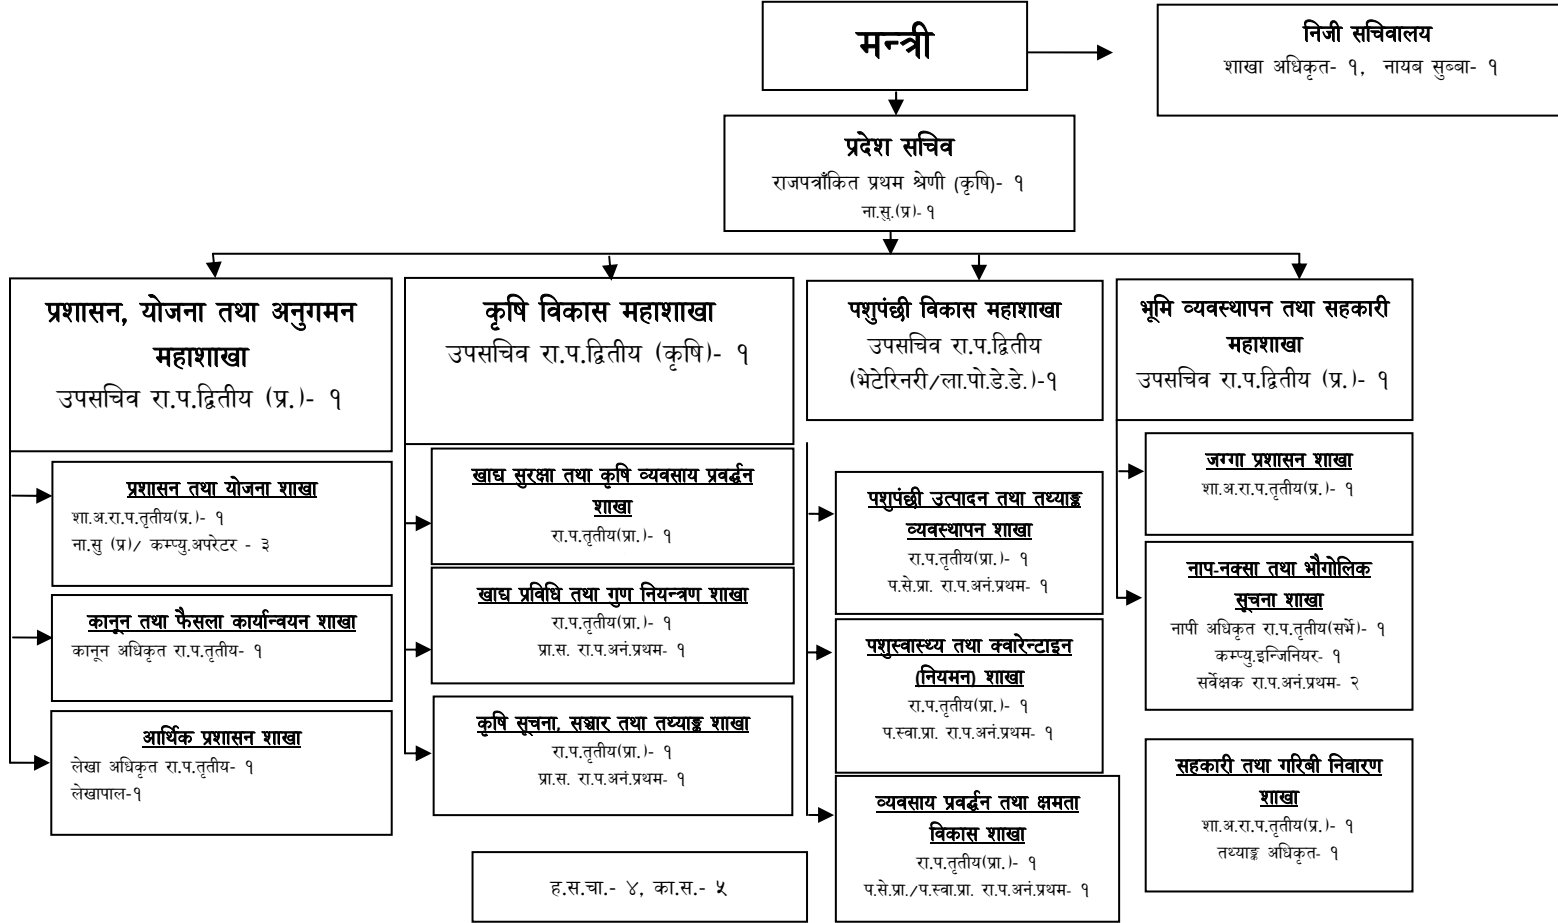 मन्त्री
निजी सचिवालय
शाखा अधिकृत- १, नायब सुब्बा- १
प्रदेश सचिव
राजपत्राँकित प्रथम श्रेणी (कृषि)- १
ना.सु.(प्र)- १
प्रशासन, योजना तथा अनुगमन
महाशाखा
उपसचिव रा.प.द्वितीय (प्र.)- १
प्रशासन तथा योजना शाखा
शा.अ.रा.प.तृतीय(प्र.)- १
ना.सु (प्र)/ कम्प्यु.अपरेटर - ३
कानून तथा फैसला कार्यान्वयन शाखा
कानून अधिकृत रा.प.तृतीय- १
आर्थिक प्रशासन शाखा
लेखा अधिकृत रा.प.तृतीय- १
लेखापाल-१
कृषि विकास महाशाखा
उपसचिव रा.प.द्वितीय (कृषि)- १
खाद्य सुरक्षा तथा कृषि व्यवसाय प्रवर्द्धन
शाखा
रा.प.तृतीय(प्रा.)- १
खाद्य प्रविधि तथा गुण नियन्त्रण शाखा
रा.प.तृतीय(प्रा.)- १
प्रा.स. रा.प.अनं.प्रथम- १
कृषि सूचना, सञ्चार तथा तथ्याङ्क शाखा
रा.प.तृतीय(प्रा.)- १
प्रा.स. रा.प.अनं.प्रथम- १
ह.स.चा.- ४, का.स.- ५
पशुपंछी विकास महाशाखा
उपसचिव रा.प.द्वितीय
(भेटेरिनरी/ला.पो.डे.डे.)-१
पशुपंछी उत्पादन तथा तथ्याङ्क
व्यवस्थापन शाखा
रा.प.तृतीय(प्रा.)- १
प.से.प्रा. रा.प.अनं.प्रथम- १
पशुस्वास्थ्य तथा क्वारेन्टाइन
(नियमन) शाखा
रा.प.तृतीय(प्रा.)- १
प.स्वा.प्रा. रा.प.अनं.प्रथम- १
व्यवसाय प्रवर्द्धन तथा क्षमता
विकास शाखा
रा.प.तृतीय(प्रा.)- १
प.से.प्रा./प.स्वा.प्रा. रा.प.अनं.प्रथम- १
भूमि व्यवस्थापन तथा सहकारी
महाशाखा
उपसचिव रा.प.द्वितीय (प्र.)- १
जग्गा प्रशासन शाखा
शा.अ.रा.प.तृतीय(प्र.)- १
नाप-नक्सा तथा भौगोलिक
सूचना शाखा
नापी अधिकृत रा.प.तृतीय(सर्भे)- १
कम्प्यु.इन्जिनियर- १
सर्वेक्षक रा.प.अनं.प्रथम- २
सहकारी तथा गरिबी निवारण
शाखा
शा.अ.रा.प.तृतीय(प्र.)- १
तथ्याङ्क अधिकृत- १